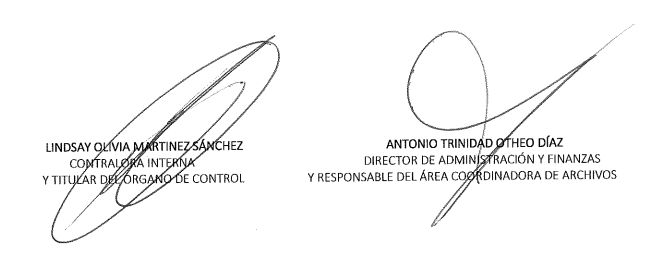 LINDSAY OLIVIA MARTINEZ SÁNCHEZ
CONTRALORA INTERNA
Y TITULAR DEL ÓRGANO DE CONTROL
ANTONIO TRINIDAD OTHEO DÍAZ
DIRECTOR DE ADMINISTRACIÓN Y FINANZAS
Y RESPONSABLE DEL ÁREA COORDINADORA DE ARCHIVOS